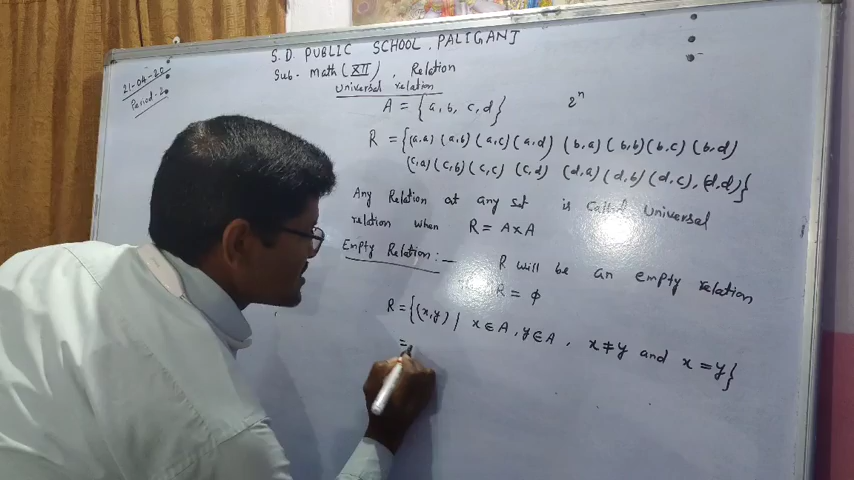 S. D. PUBLIC SCHOOL. PALIGANJ
21-04-20
Sub - Math (XII), Relation
Period-2
Universal relation
A = {a, b, c, d} 2ⁿ
R = {(a,a) (a,b) (a,c) (a,d) (b,a) (b,b) (b,c) (b,d)
(c,a) (c,b) (c,c) (c,d) (d,a) (d,b) (d,c), (d,d)}
Any Relation at any set is called universal
relation when R = A×A
Empty Relation:— R will be an empty relation
R = ϕ
R = {(x,y) / x ∈ A, y ∈ A, x ≠ y and x = y}
=